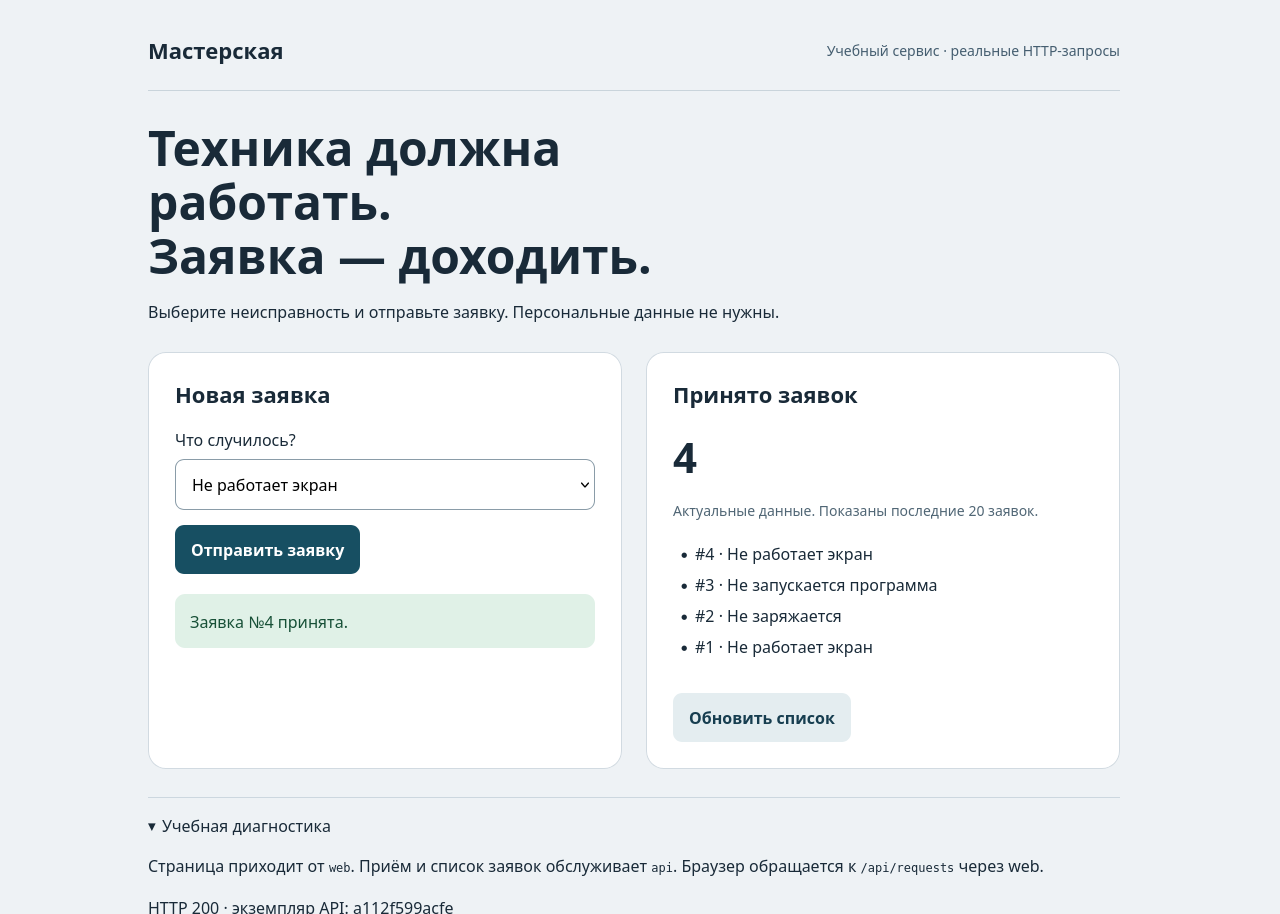 Мастерская
Учебный сервис · реальные HTTP-запросы
Техника должна
работать.
Заявка — доходить.
Выберите неисправность и отправьте заявку. Персональные данные не нужны.
Новая заявка
Что случилось?
Не работает экран
Отправить заявку
Заявка №4 принята.
Принято заявок
4
Актуальные данные. Показаны последние 20 заявок.
• #4 · Не работает экран
• #3 · Не запускается программа
• #2 · Не заряжается
• #1 · Не работает экран
Обновить список
▼ Учебная диагностика
Страница приходит от web. Приём и список заявок обслуживает api. Браузер обращается к /api/requests через web.
HTTP 200 · экземпляр API: a112f599acfe